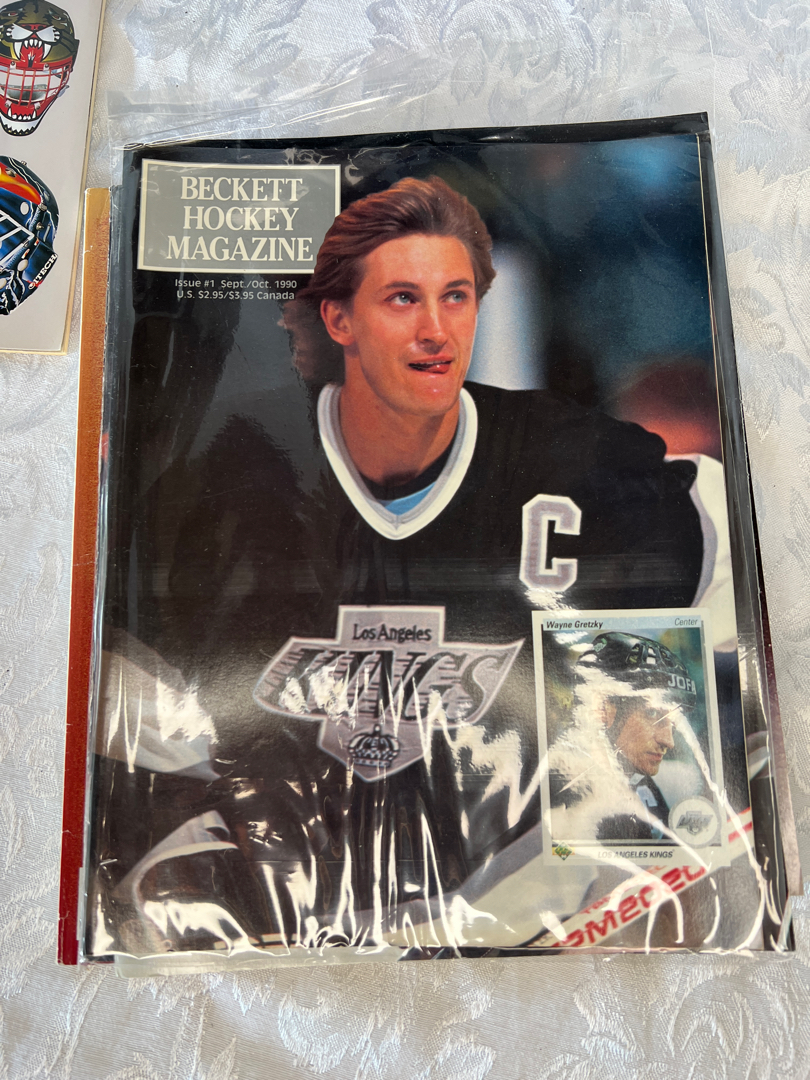 BECKETT
HOCKEY
MAGAZINE
Issue #1 Sept./Oct. 1990
U.S. $2.95/$3.95 Canada
C
Los Angeles
KINGS
Wayne Gretzky Center
JOFA
LOS ANGELES KINGS